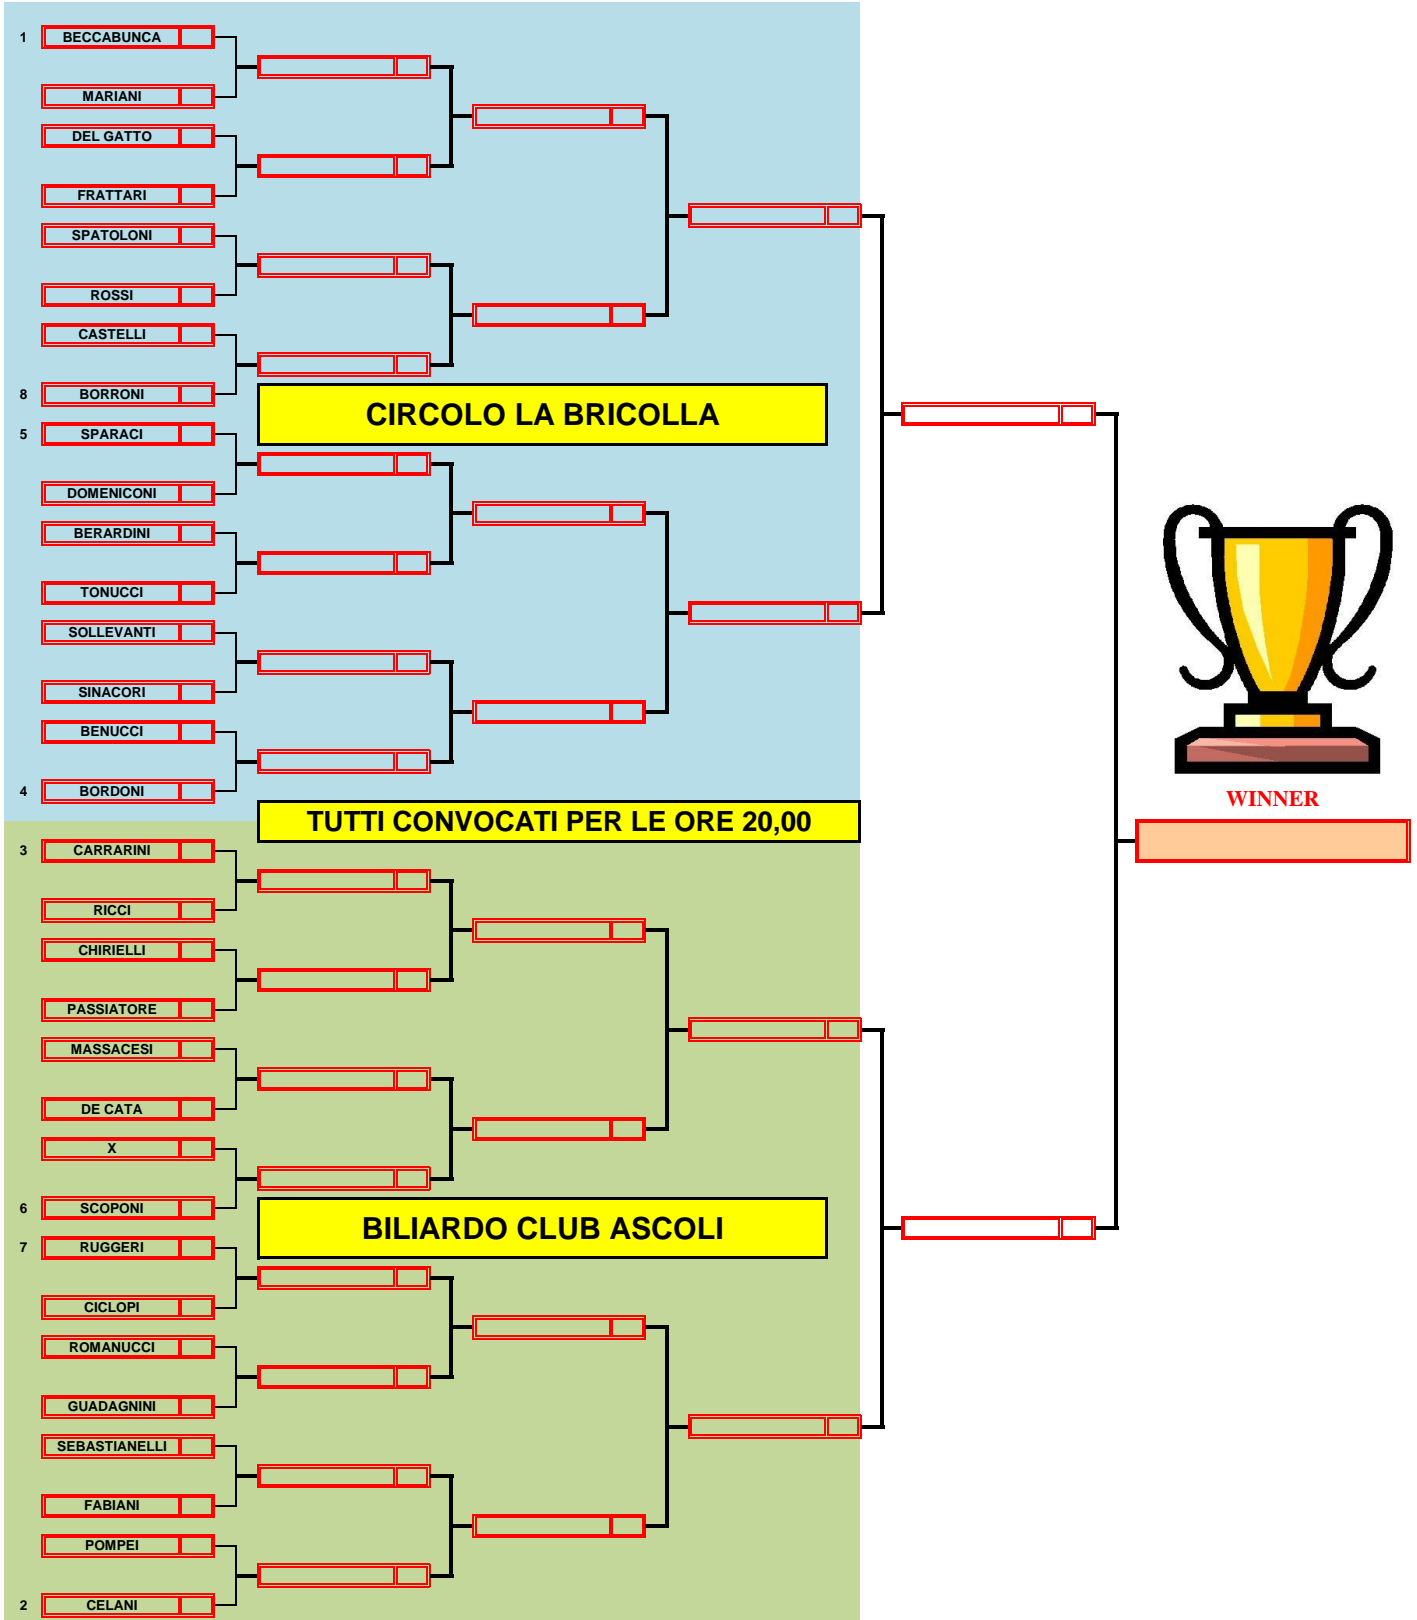 1 BECCABUNCA
MARIANI
DEL GATTO
FRATTARI
SPATOLONI
ROSSI
CASTELLI
8 BORRONI
CIRCOLO LA BRICOLLA
5 SPARACI
DOMENICONI
BERARDINI
TONUCCI
SOLLEVANTI
SINACORI
BENUCCI
4 BORDONI
WINNER
TUTTI CONVOCATI PER LE ORE 20,00
3 CARRARINI
RICCI
CHIRIELLI
PASSIATORE
MASSACESI
DE CATA
X
6 SCOPONI
BILIARDO CLUB ASCOLI
7 RUGGERI
CICLOPI
ROMANUCCI
GUADAGNINI
SEBASTIANELLI
FABIANI
POMPEI
2 CELANI